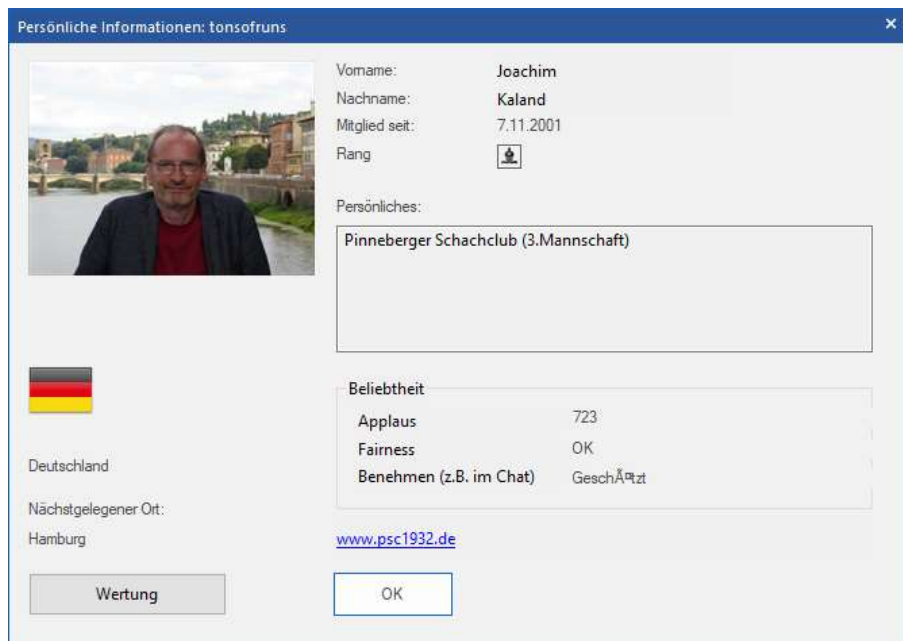 Persönliche Informationen: tonsofruns
Vorname: Joachim
Nachname: Kaland
Mitglied seit: 7.11.2001
Rang
Persönliches:
Pinneberger Schachclub (3.Mannschaft)
Beliebtheit
Applaus 723
Fairness OK
Benehmen (z.B. im Chat) GeschÃ¤tzt
Deutschland
Nächstgelegener Ort:
Hamburg
www.psc1932.de
Wertung
OK